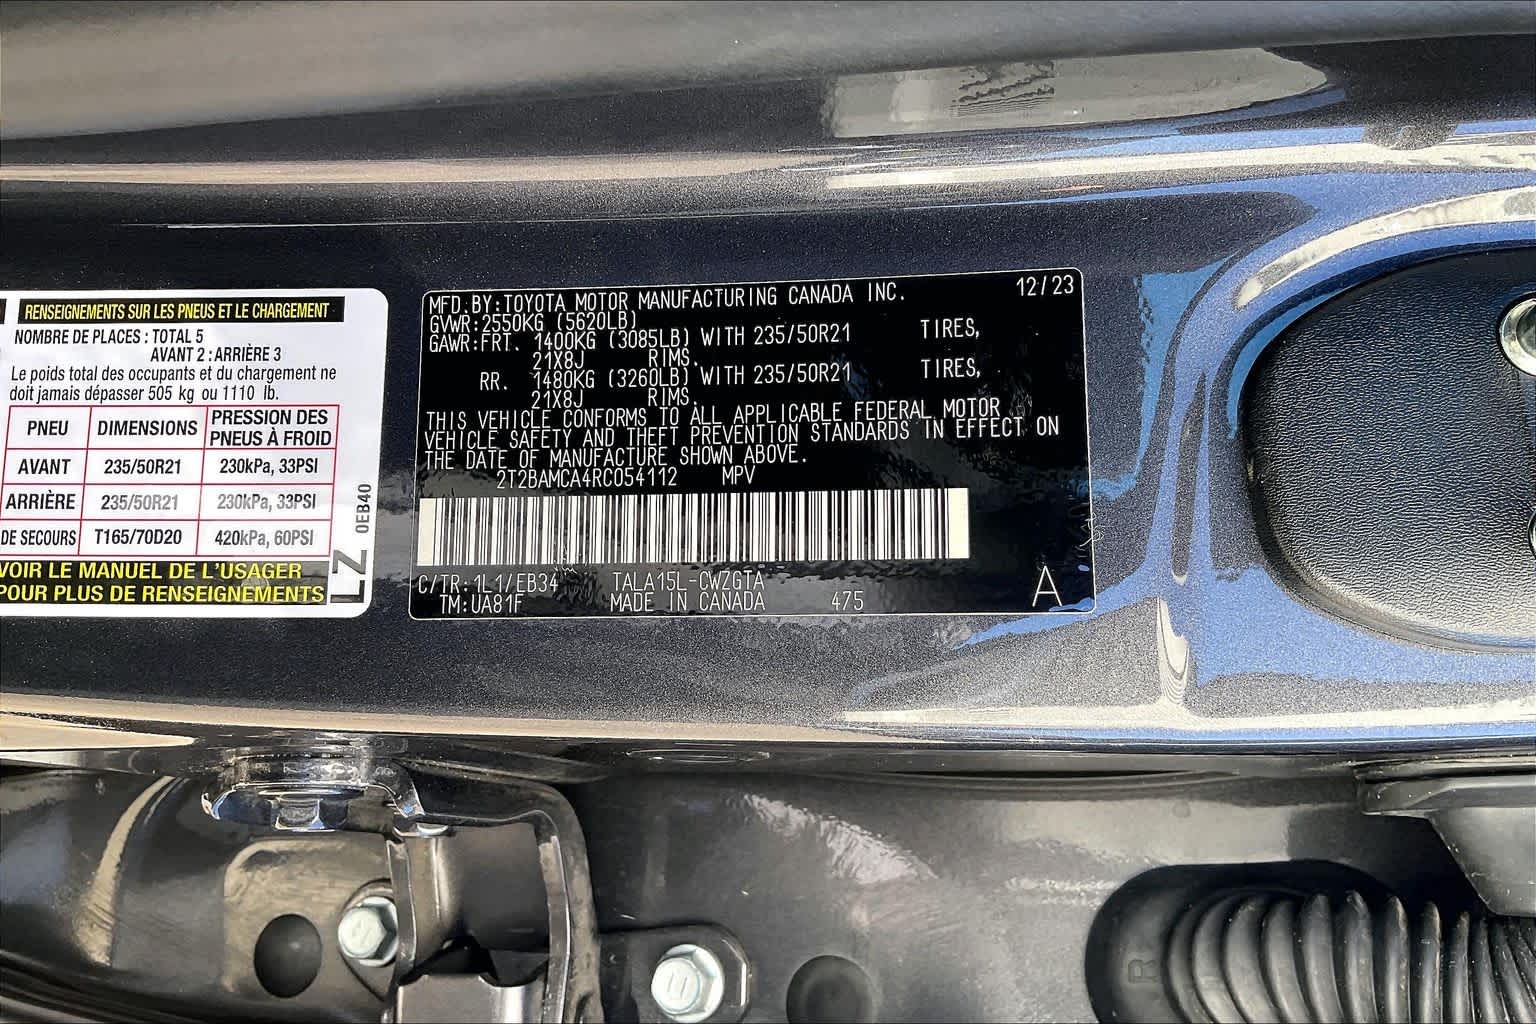 RENSEIGNEMENTS SUR LES PNEUS ET LE CHARGEMENT
NOMBRE DE PLACES : TOTAL 5
AVANT 2 : ARRIÈRE 3
Le poids total des occupants et du chargement ne
doit jamais dépasser 505 kg ou 1110 lb.
PNEU DIMENSIONS PRESSION DES PNEUS À FROID
AVANT 235/50R21 230kPa, 33PSI
ARRIÈRE 235/50R21 230kPa, 33PSI
DE SECOURS T165/70D20 420kPa, 60PSI
VOIR LE MANUEL DE L'USAGER
POUR PLUS DE RENSEIGNEMENTS
LZ 0EB40
MFD.BY:TOYOTA MOTOR MANUFACTURING CANADA INC. 12/23
GVWR:2550KG (5620LB)
GAWR:FRT. 1400KG (3085LB) WITH 235/50R21 TIRES,
21X8J RIMS.
RR. 1480KG (3260LB) WITH 235/50R21 TIRES,
21X8J RIMS.
THIS VEHICLE CONFORMS TO ALL APPLICABLE FEDERAL MOTOR
VEHICLE SAFETY AND THEFT PREVENTION STANDARDS IN EFFECT ON
THE DATE OF MANUFACTURE SHOWN ABOVE.
2T2BAMCA4RC054112 MPV
C/TR:1L1/EB34 TALA15L-CWZGTA
TM:UA81F MADE IN CANADA 475 A